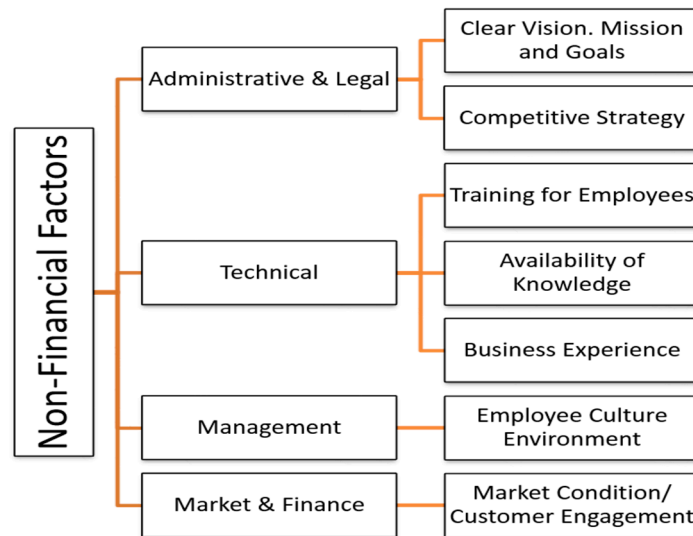 Non-Financial Factors
Administrative & Legal
Clear Vision. Mission
and Goals
Competitive Strategy
Technical
Training for Employees
Availability of
Knowledge
Business Experience
Management
Employee Culture
Environment
Market & Finance
Market Condition/
Customer Engagement